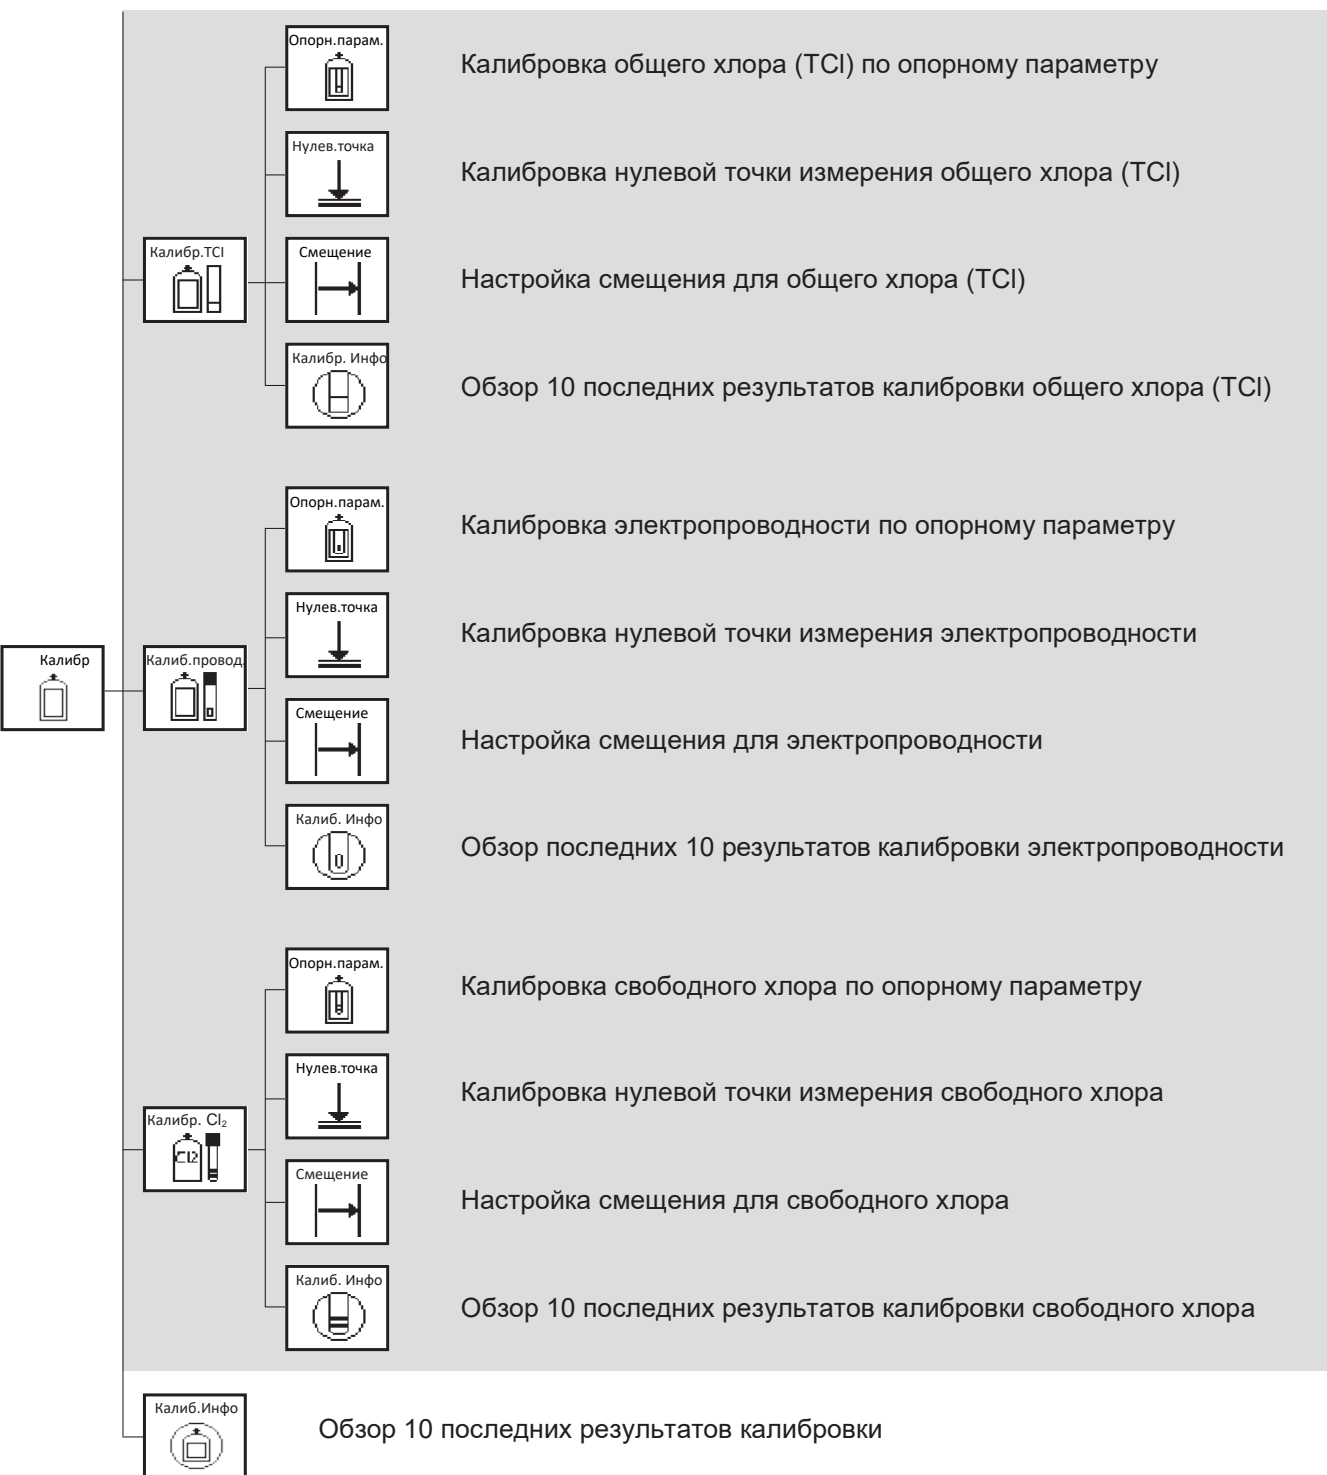 Опорн.парам.
Калибровка общего хлора (TCl) по опорному параметру
Нулев.точка
Калибровка нулевой точки измерения общего хлора (TCl)
Калибр.TCl
Смещение
Настройка смещения для общего хлора (TCl)
Калибр. Инфо
Обзор 10 последних результатов калибровки общего хлора (TCl)
Опорн.парам.
Калибровка электропроводности по опорному параметру
Нулев.точка
Калибровка нулевой точки измерения электропроводности
Калибр
Калиб.провод.
Смещение
Настройка смещения для электропроводности
Калиб. Инфо
Обзор последних 10 результатов калибровки электропроводности
Опорн.парам.
Калибровка свободного хлора по опорному параметру
Нулев.точка
Калибровка нулевой точки измерения свободного хлора
Калибр. Cl₂
Cl2
Смещение
Настройка смещения для свободного хлора
Калиб. Инфо
Обзор 10 последних результатов калибровки свободного хлора
Калиб.Инфо
Обзор 10 последних результатов калибровки